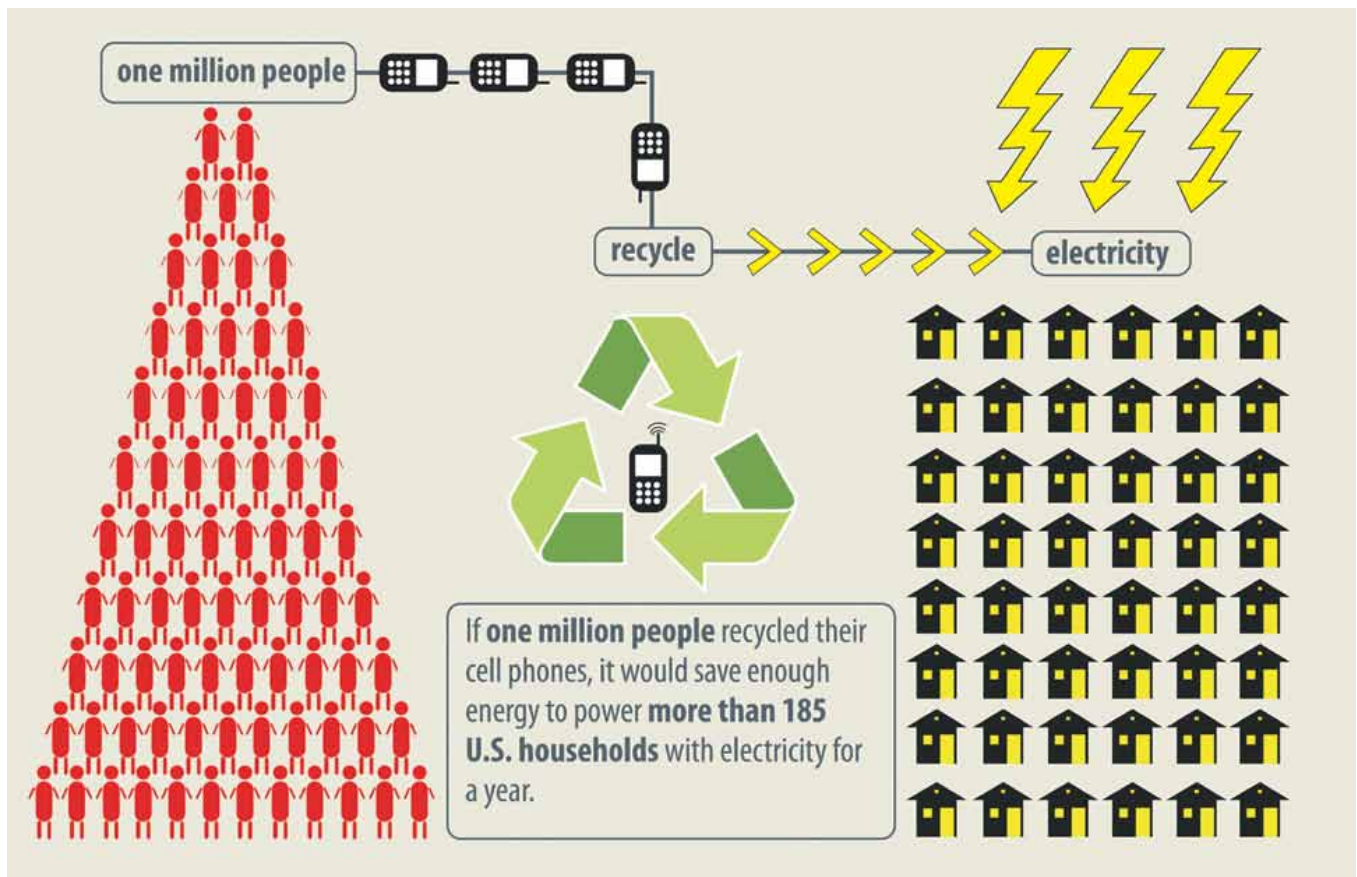 one million people
recycle
electricity
If one million people recycled their
cell phones, it would save enough
energy to power more than 185
U.S. households with electricity for
a year.